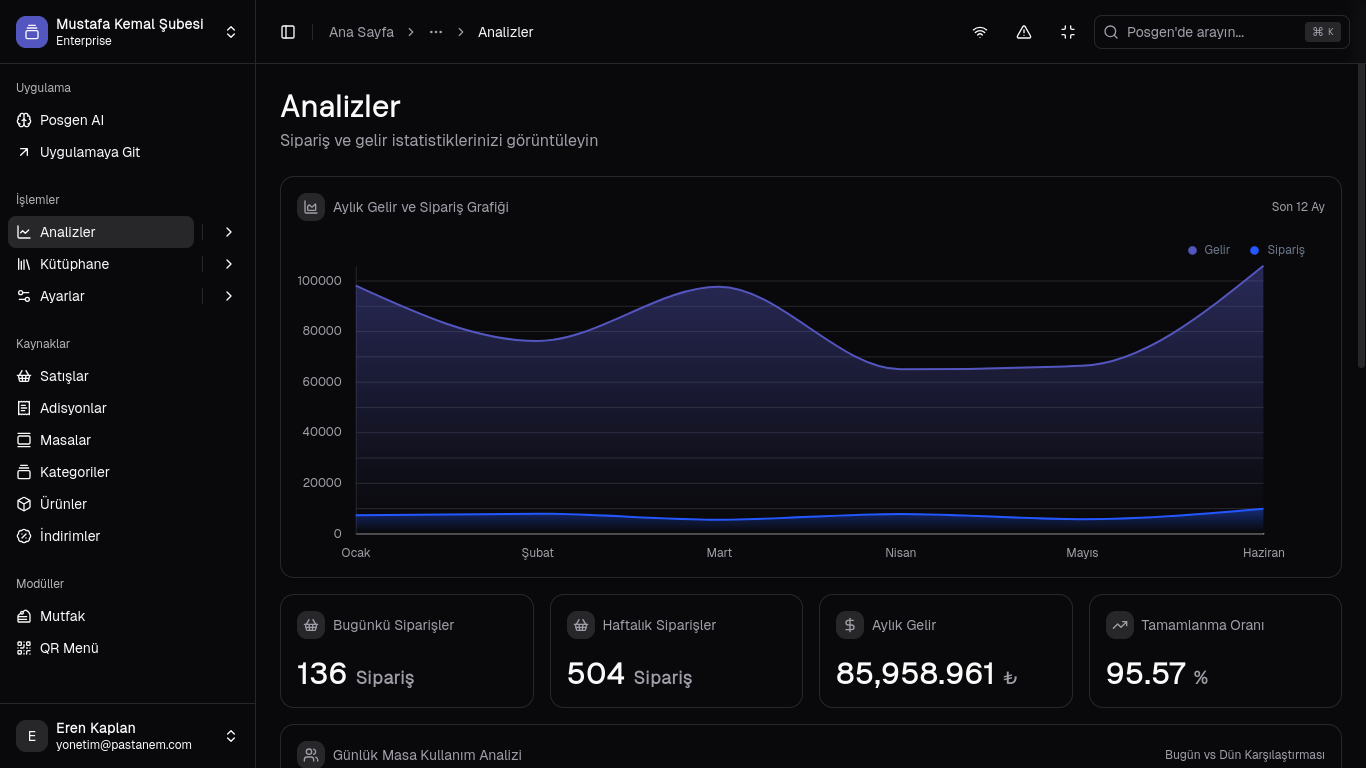 Mustafa Kemal Şubesi
Enterprise
Uygulama
Posgen AI
Uygulamaya Git
İşlemler
Analizler
Kütüphane
Ayarlar
Kaynaklar
Satışlar
Adisyonlar
Masalar
Kategoriler
Ürünler
İndirimler
Modüller
Mutfak
QR Menü
E
Eren Kaplan
yonetim@pastanem.com
Ana Sayfa > ··· > Analizler
Posgen'de arayın... ⌘ K
Analizler
Sipariş ve gelir istatistiklerinizi görüntüleyin
Aylık Gelir ve Sipariş Grafiği
Son 12 Ay
Gelir Sipariş
100000
80000
60000
40000
20000
0
Ocak Şubat Mart Nisan Mayıs Haziran
Bugünkü Siparişler
136 Sipariş
Haftalık Siparişler
504 Sipariş
Aylık Gelir
85,958.961 ₺
Tamamlanma Oranı
95.57 %
Günlük Masa Kullanım Analizi
Bugün vs Dün Karşılaştırması